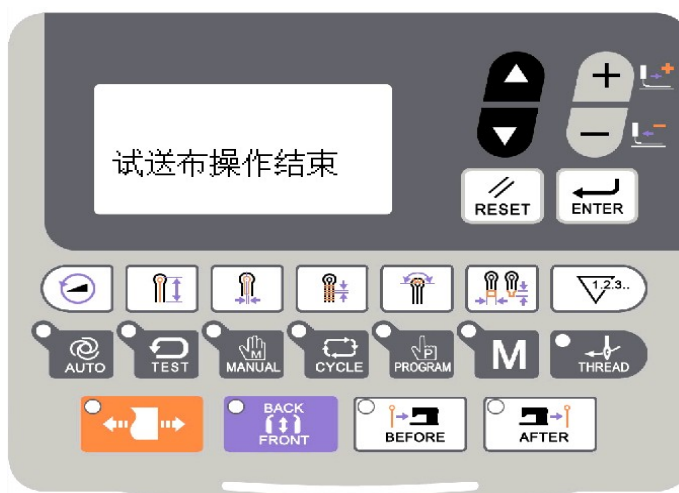 试送布操作结束
+
−
RESET
ENTER
1.2.3..
AUTO
TEST
M
MANUAL
CYCLE
P
PROGRAM
M
THREAD
BACK
FRONT
BEFORE
AFTER